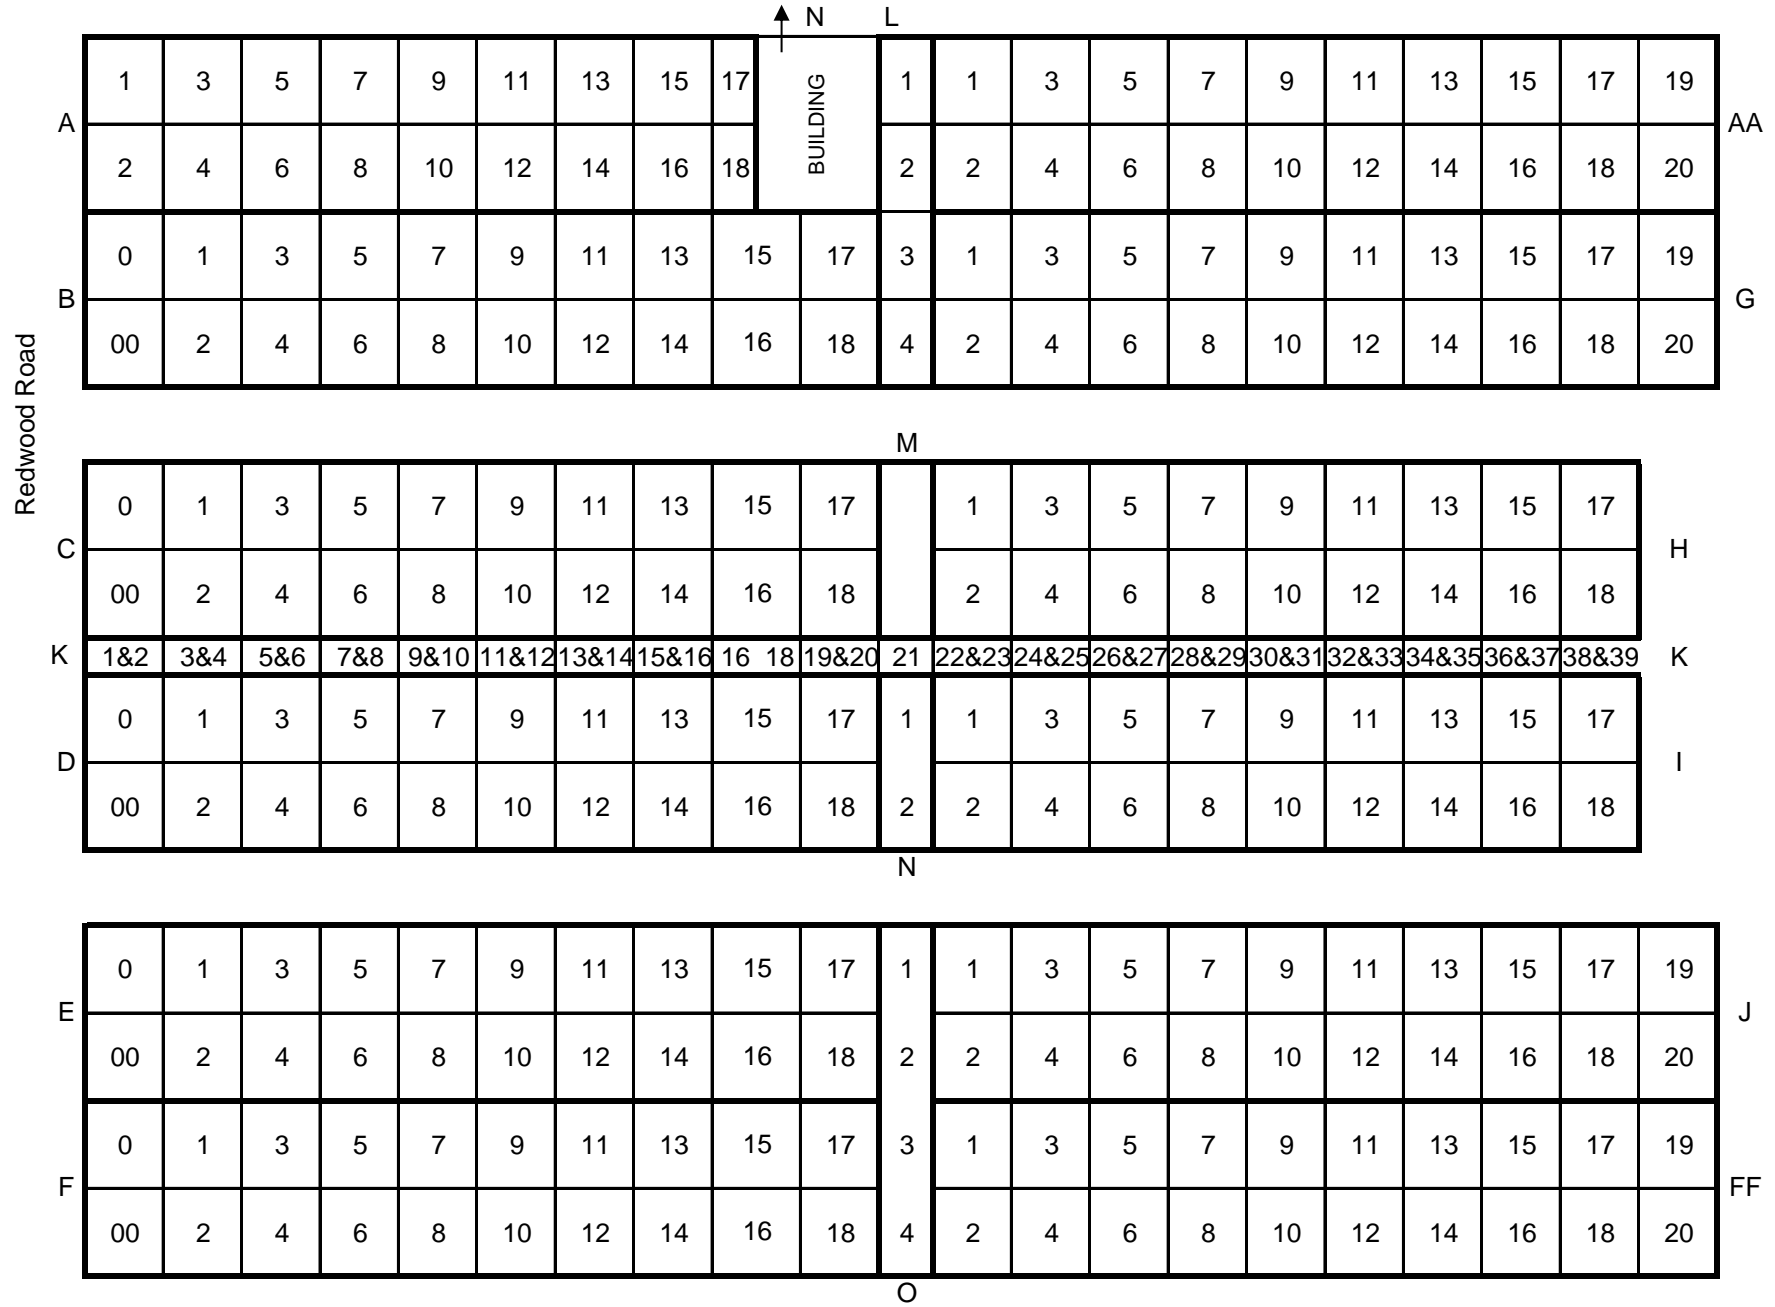 N L
1 3 5 7 9 11 13 15 17 BUILDING 1 1 3 5 7 9 11 13 15 17 19
A AA
2 4 6 8 10 12 14 16 18 2 2 4 6 8 10 12 14 16 18 20
0 1 3 5 7 9 11 13 15 17 3 1 3 5 7 9 11 13 15 17 19
B G
00 2 4 6 8 10 12 14 16 18 4 2 4 6 8 10 12 14 16 18 20
Redwood Road
M
0 1 3 5 7 9 11 13 15 17 1 3 5 7 9 11 13 15 17
C H
00 2 4 6 8 10 12 14 16 18 2 4 6 8 10 12 14 16 18
K 1&2 3&4 5&6 7&8 9&10 11&12 13&14 15&16 16 18 19&20 21 22&23 24&25 26&27 28&29 30&31 32&33 34&35 36&37 38&39 K
0 1 3 5 7 9 11 13 15 17 1 1 3 5 7 9 11 13 15 17
D I
00 2 4 6 8 10 12 14 16 18 2 2 4 6 8 10 12 14 16 18
N
0 1 3 5 7 9 11 13 15 17 1 1 3 5 7 9 11 13 15 17 19
E J
00 2 4 6 8 10 12 14 16 18 2 2 4 6 8 10 12 14 16 18 20
0 1 3 5 7 9 11 13 15 17 3 1 3 5 7 9 11 13 15 17 19
F FF
00 2 4 6 8 10 12 14 16 18 4 2 4 6 8 10 12 14 16 18 20
O